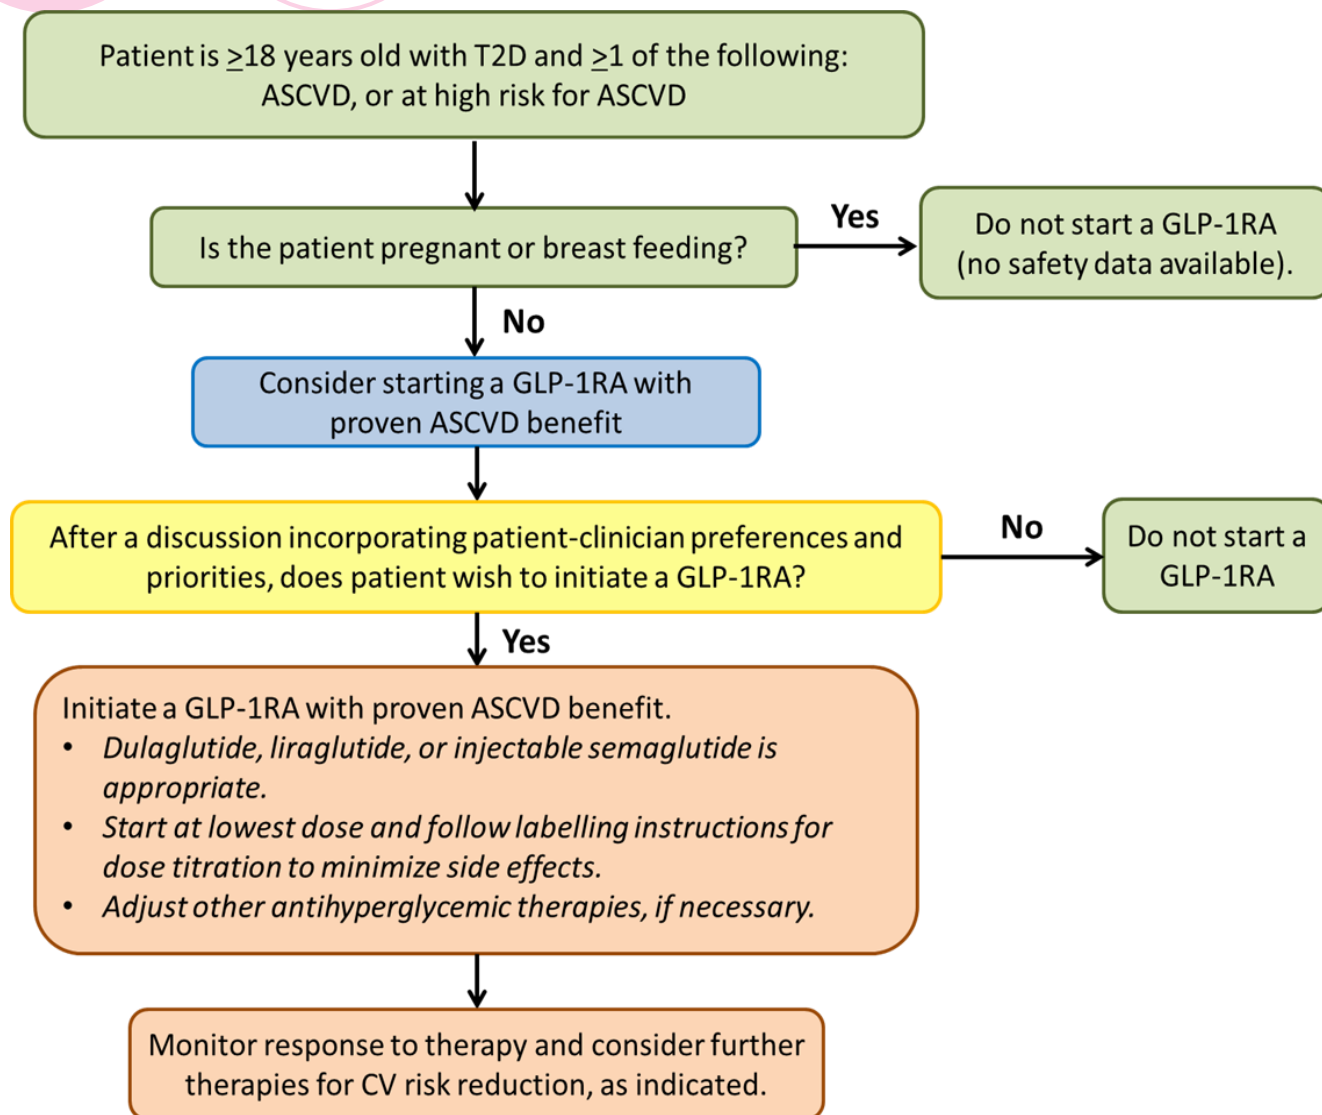 Patient is ≥18 years old with T2D and ≥1 of the following:
ASCVD, or at high risk for ASCVD
Is the patient pregnant or breast feeding?
Yes
Do not start a GLP-1RA
(no safety data available).
No
Consider starting a GLP-1RA with
proven ASCVD benefit
After a discussion incorporating patient-clinician preferences and
priorities, does patient wish to initiate a GLP-1RA?
No
Do not start a
GLP-1RA
Yes
Initiate a GLP-1RA with proven ASCVD benefit.
• Dulaglutide, liraglutide, or injectable semaglutide is
appropriate.
• Start at lowest dose and follow labelling instructions for
dose titration to minimize side effects.
• Adjust other antihyperglycemic therapies, if necessary.
Monitor response to therapy and consider further
therapies for CV risk reduction, as indicated.